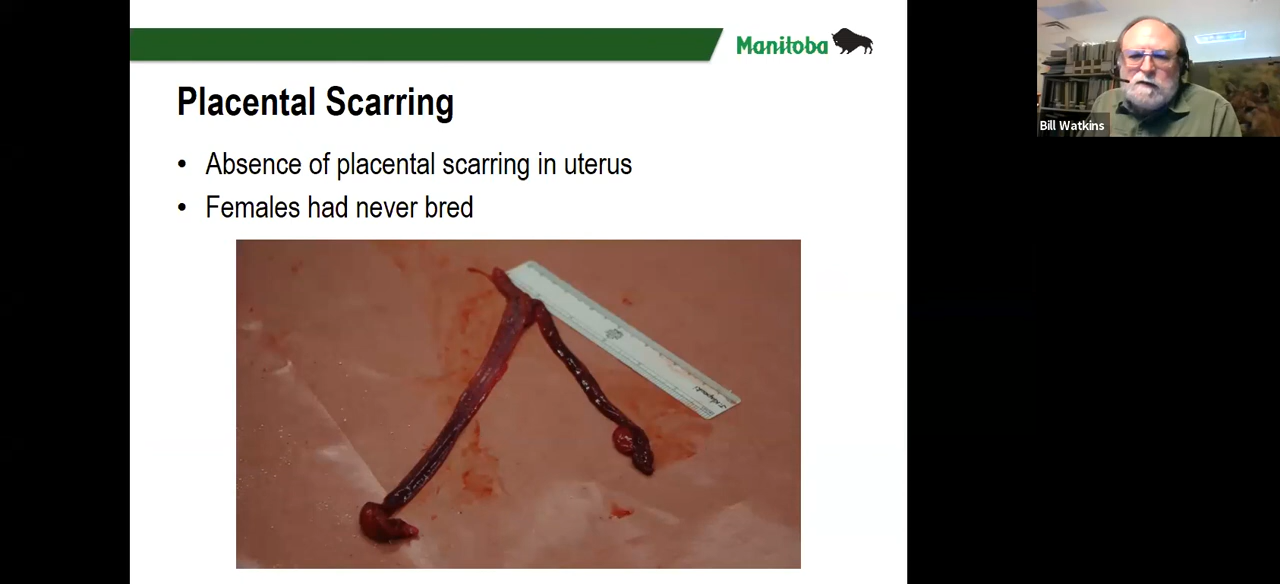 Manitoba
Bill Watkins
Placental Scarring
• Absence of placental scarring in uterus
• Females had never bred